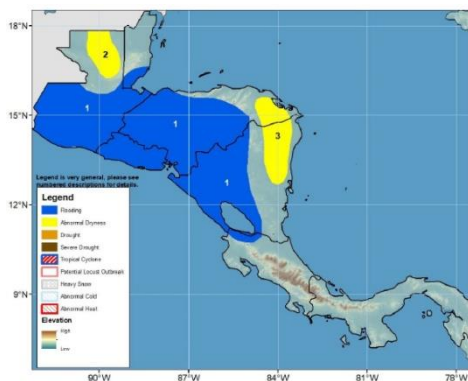 18°N
15°N
12°N
9°N
90°W
87°W
84°W
81°W
78°W
2
1
1
3
1
Legend is very general, please see
numbered descriptions for details.
Legend
Flooding
Abnormal Dryness
Drought
Severe Drought
Tropical Cyclone
Potential Locust Outbreak
Heavy Snow
Abnormal Cold
Abnormal Heat
Elevation
High
Low